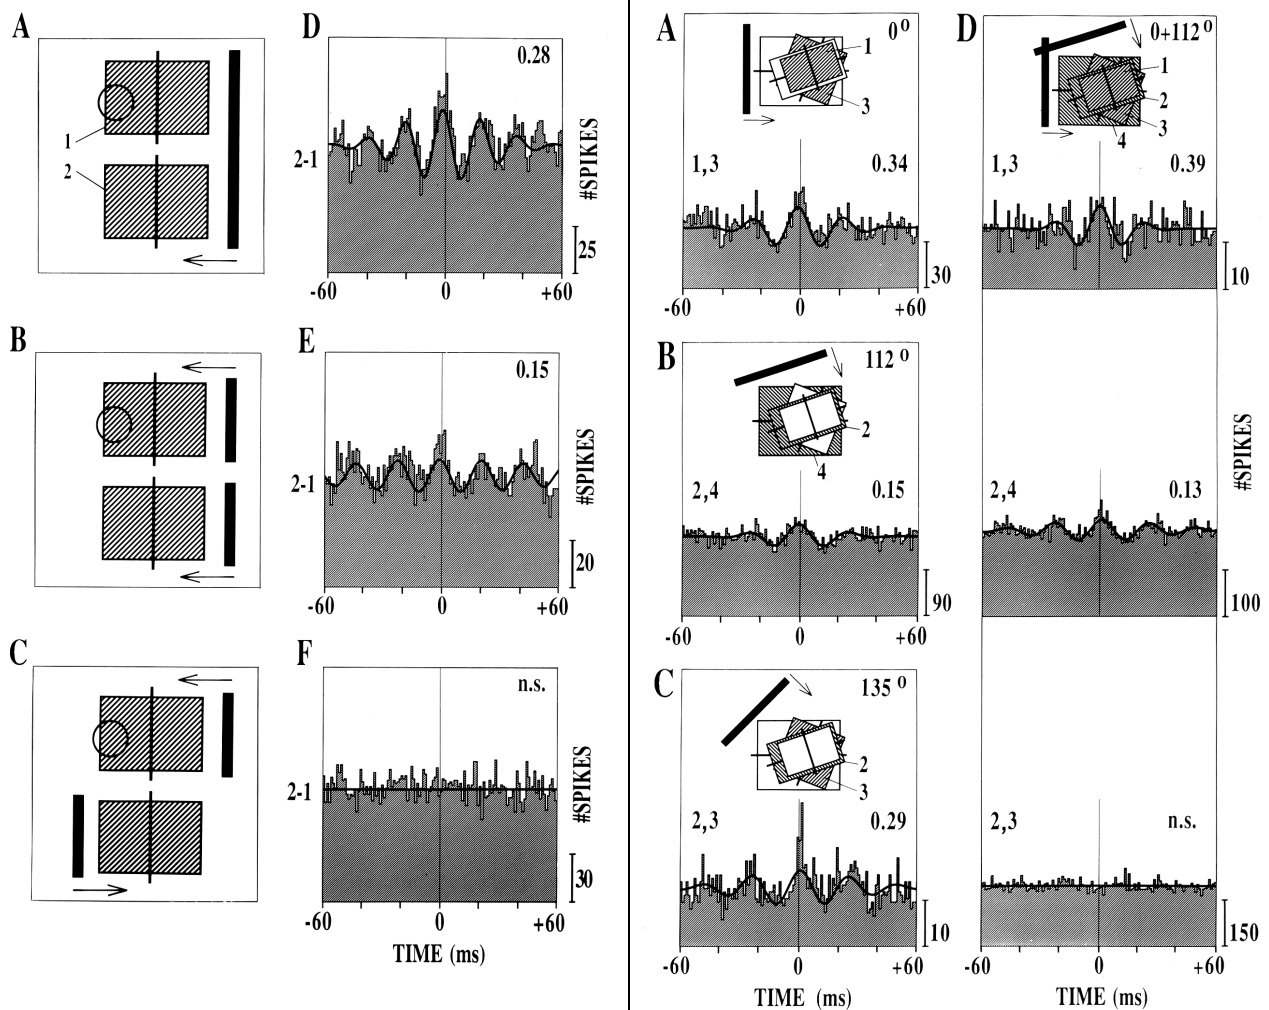 A
1
2
D
0.28
2-1
#SPIKES
25
-60 0 +60
B
E
0.15
2-1
#SPIKES
20
-60 0 +60
C
F
n.s.
2-1
#SPIKES
30
-60 0 +60
TIME (ms)
A
0°
1
3
1,3 0.34
30
-60 0 +60
B
112°
2
4
2,4 0.15
90
-60 0 +60
C
135°
2
3
2,3 0.29
10
-60 0 +60
TIME (ms)
D
0+112°
1
2
3
4
1,3 0.39
10
#SPIKES
2,4 0.13
100
2,3 n.s.
150
-60 0 +60
TIME (ms)